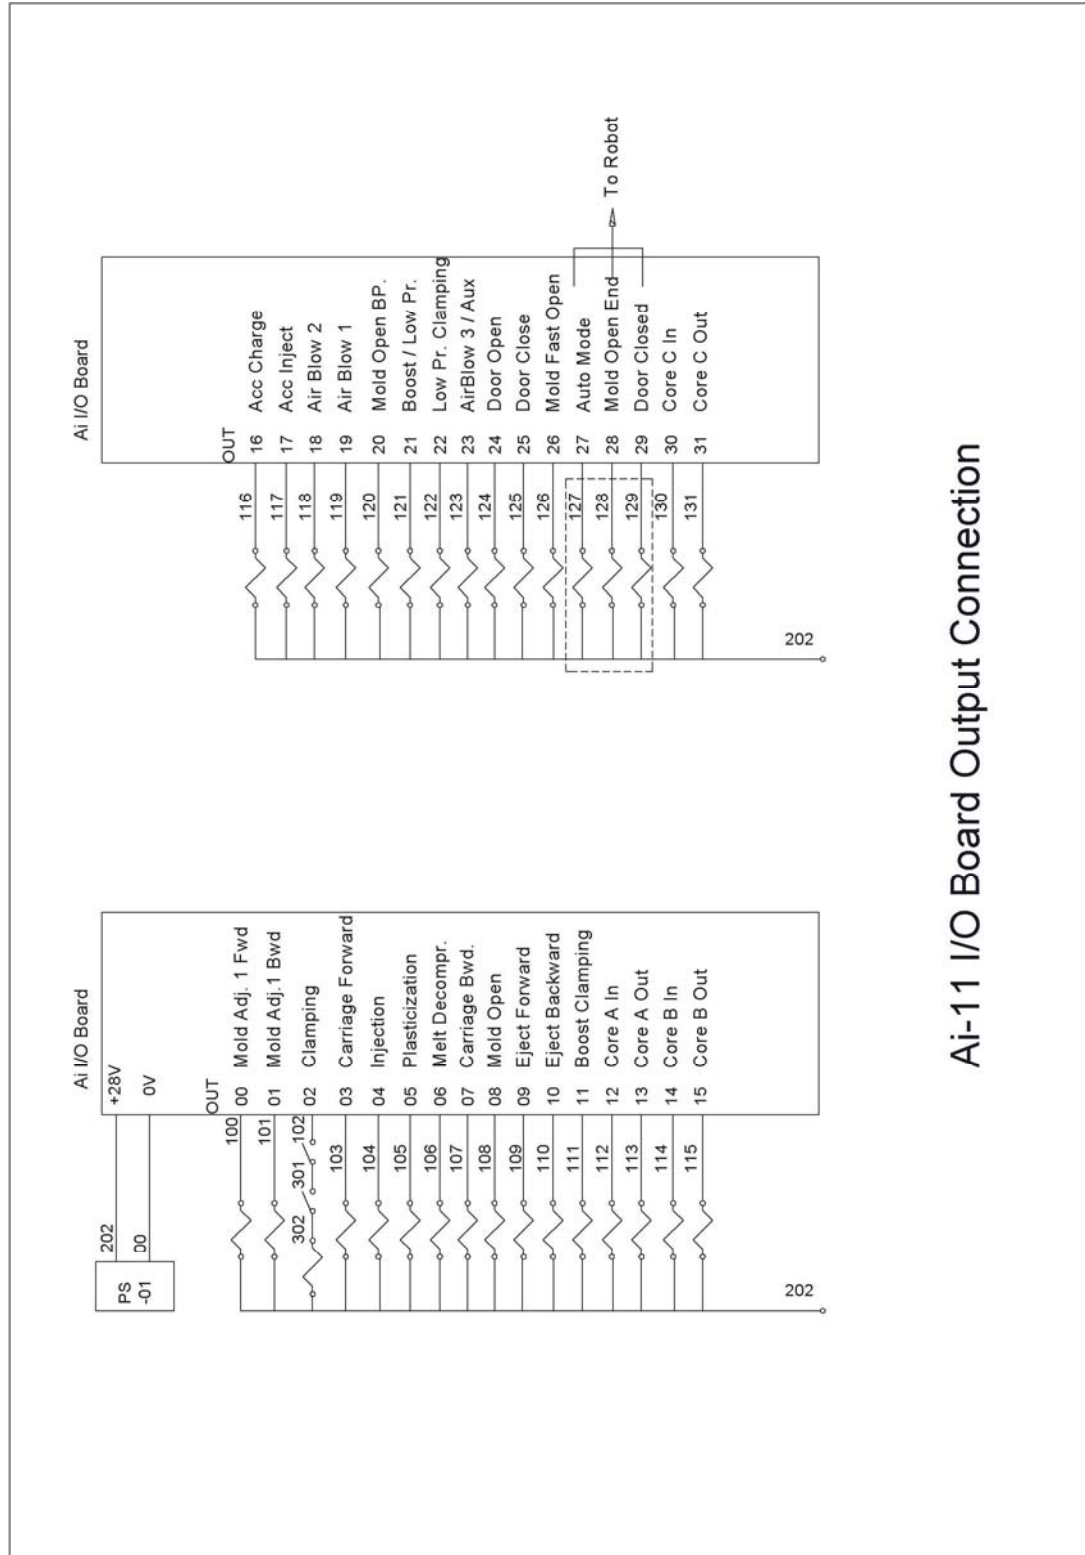 Ai I/O Board
PS
-01
202
00
+28V
0V
OUT
100 00 Mold Adj. 1 Fwd
101 01 Mold Adj.1 Bwd
302 301 102 02 Clamping
103 03 Carriage Forward
104 04 Injection
105 05 Plasticization
106 06 Melt Decompr.
107 07 Carriage Bwd.
108 08 Mold Open
109 09 Eject Forward
110 10 Eject Backward
111 11 Boost Clamping
112 12 Core A In
113 13 Core A Out
114 14 Core B In
115 15 Core B Out
202
Ai I/O Board
OUT
116 16 Acc Charge
117 17 Acc Inject
118 18 Air Blow 2
119 19 Air Blow 1
120 20 Mold Open BP.
121 21 Boost / Low Pr.
122 22 Low Pr. Clamping
123 23 AirBlow 3 / Aux
124 24 Door Open
125 25 Door Close
126 26 Mold Fast Open
127 27 Auto Mode
128 28 Mold Open End
To Robot
129 29 Door Closed
130 30 Core C In
131 31 Core C Out
202
Ai-11 I/O Board Output Connection